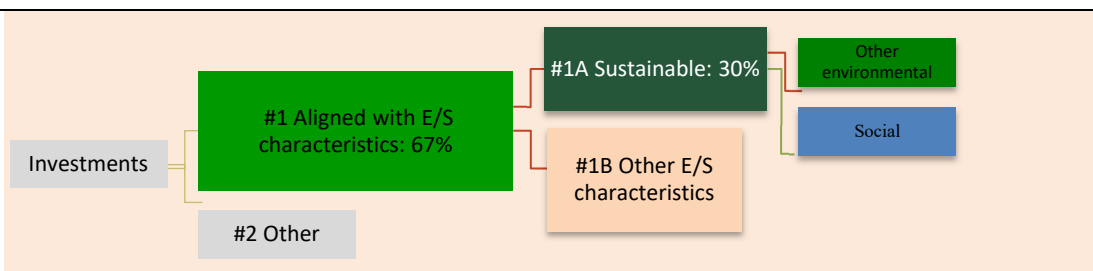 Investments
#1 Aligned with E/S
characteristics: 67%
#2 Other
#1A Sustainable: 30%
#1B Other E/S
characteristics
Other
environmental
Social